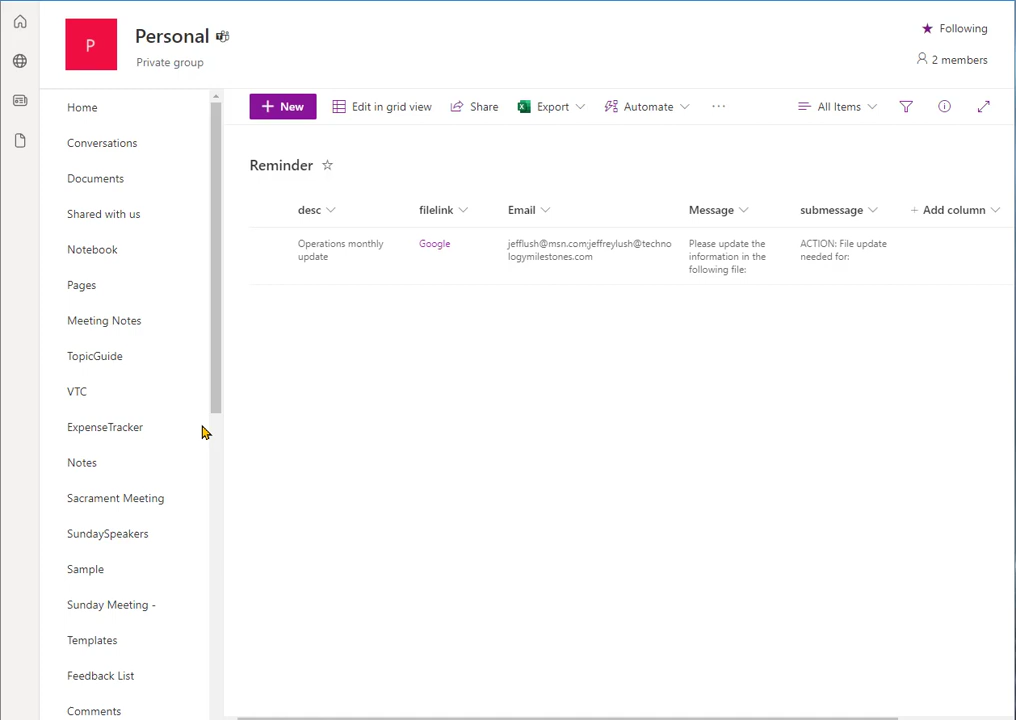 P
Personal
Private group
Following
2 members
Home
Conversations
Documents
Shared with us
Notebook
Pages
Meeting Notes
TopicGuide
VTC
ExpenseTracker
Notes
Sacrament Meeting
SundaySpeakers
Sample
Sunday Meeting -
Templates
Feedback List
Comments
+ New
Edit in grid view
Share
Export
Automate
...
All Items
Reminder
desc
filelink
Email
Message
submessage
+ Add column
Operations monthly
update
Google
jefflush@msn.com;jeffreylush@techno
logymilestones.com
Please update the
information in the
following file:
ACTION: File update
needed for: